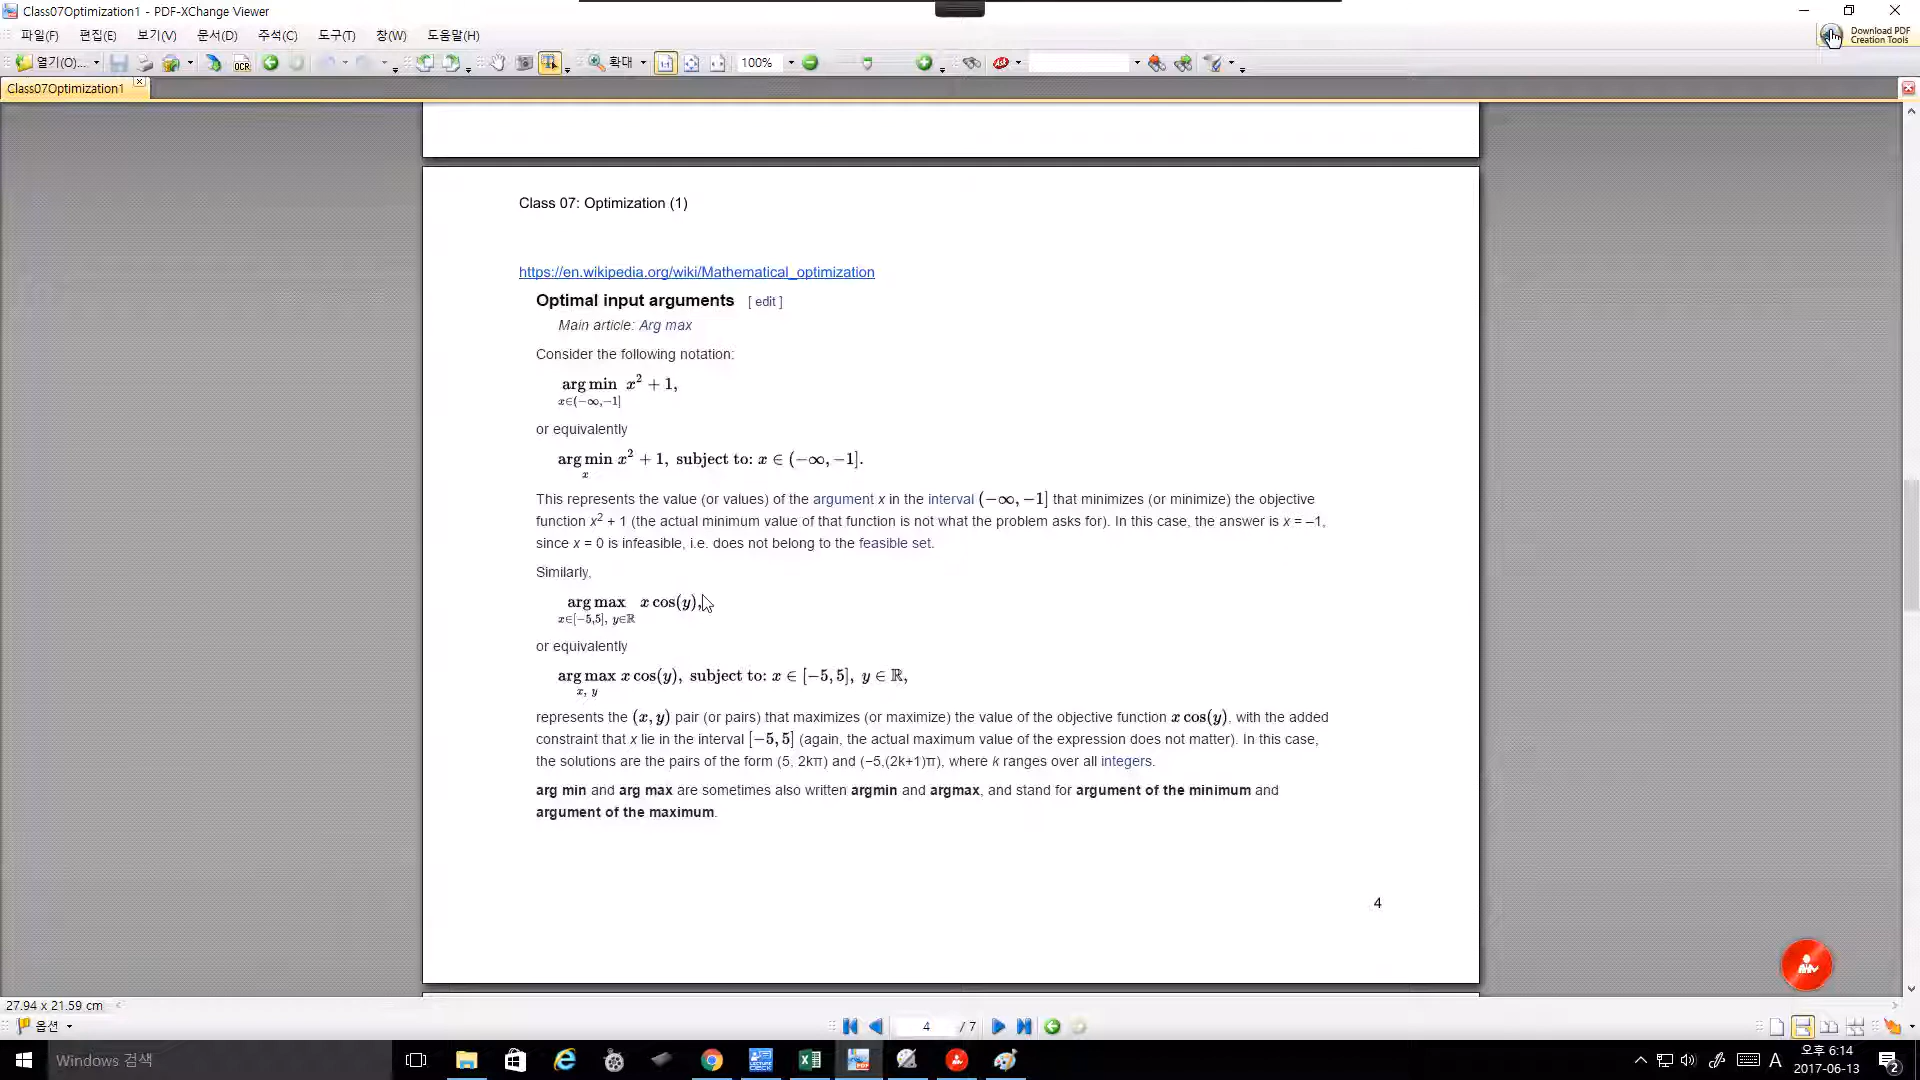 Class07Optimization1 - PDF-XChange Viewer
파일(F) 편집(E) 보기(V) 문서(D) 주석(C) 도구(T) 창(W) 도움말(H)
Download PDF
Creation Tools
열기(O)... OCR 확대 100%
Class07Optimization1
Class 07: Optimization (1)
https://en.wikipedia.org/wiki/Mathematical_optimization
Optimal input arguments [ edit ]
Main article: Arg max
Consider the following notation:
arg min x² + 1,
x∈(−∞,−1]
or equivalently
arg min x² + 1, subject to: x ∈ (−∞, −1].
x
This represents the value (or values) of the argument x in the interval (−∞, −1] that minimizes (or minimize) the objective
function x² + 1 (the actual minimum value of that function is not what the problem asks for). In this case, the answer is x = –1,
since x = 0 is infeasible, i.e. does not belong to the feasible set.
Similarly,
arg max x cos(y),
x∈[−5,5], y∈ℝ
or equivalently
arg max x cos(y), subject to: x ∈ [−5, 5], y ∈ ℝ,
x, y
represents the (x, y) pair (or pairs) that maximizes (or maximize) the value of the objective function x cos(y), with the added
constraint that x lie in the interval [−5, 5] (again, the actual maximum value of the expression does not matter). In this case,
the solutions are the pairs of the form (5, 2kπ) and (−5,(2k+1)π), where k ranges over all integers.
arg min and arg max are sometimes also written argmin and argmax, and stand for argument of the minimum and
argument of the maximum.
4
27.94 x 21.59 cm
옵션 4 / 7
Windows 검색
A 오후 6:14
2017-06-13
2